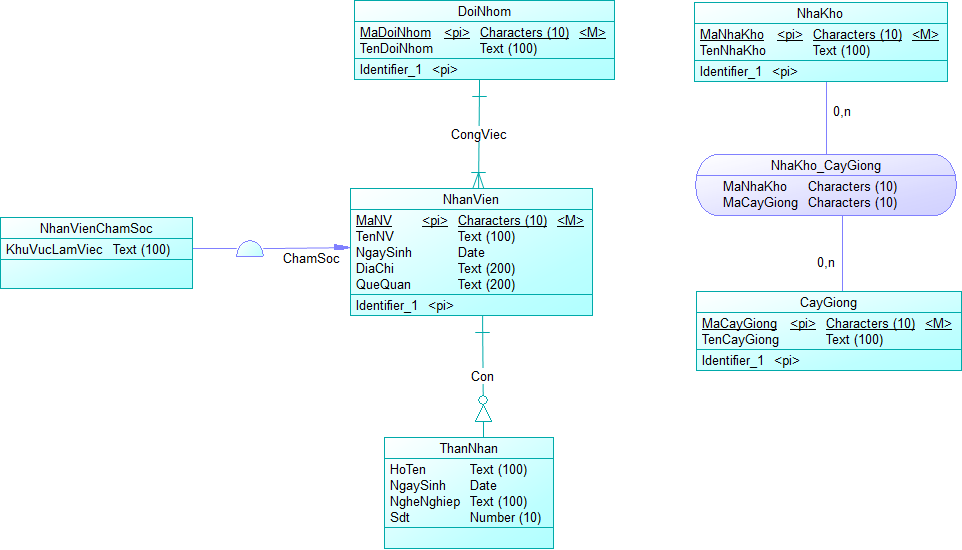 DoiNhom
MaDoiNhom <pi> Characters (10) <M>
TenDoiNhom Text (100)
Identifier_1 <pi>
CongViec
NhanVien
MaNV <pi> Characters (10) <M>
TenNV Text (100)
NgaySinh Date
DiaChi Text (200)
QueQuan Text (200)
Identifier_1 <pi>
NhanVienChamSoc
KhuVucLamViec Text (100)
ChamSoc
Con
ThanNhan
HoTen Text (100)
NgaySinh Date
NgheNghiep Text (100)
Sdt Number (10)
NhaKho
MaNhaKho <pi> Characters (10) <M>
TenNhaKho Text (100)
Identifier_1 <pi>
0,n
NhaKho_CayGiong
MaNhaKho Characters (10)
MaCayGiong Characters (10)
0,n
CayGiong
MaCayGiong <pi> Characters (10) <M>
TenCayGiong Text (100)
Identifier_1 <pi>